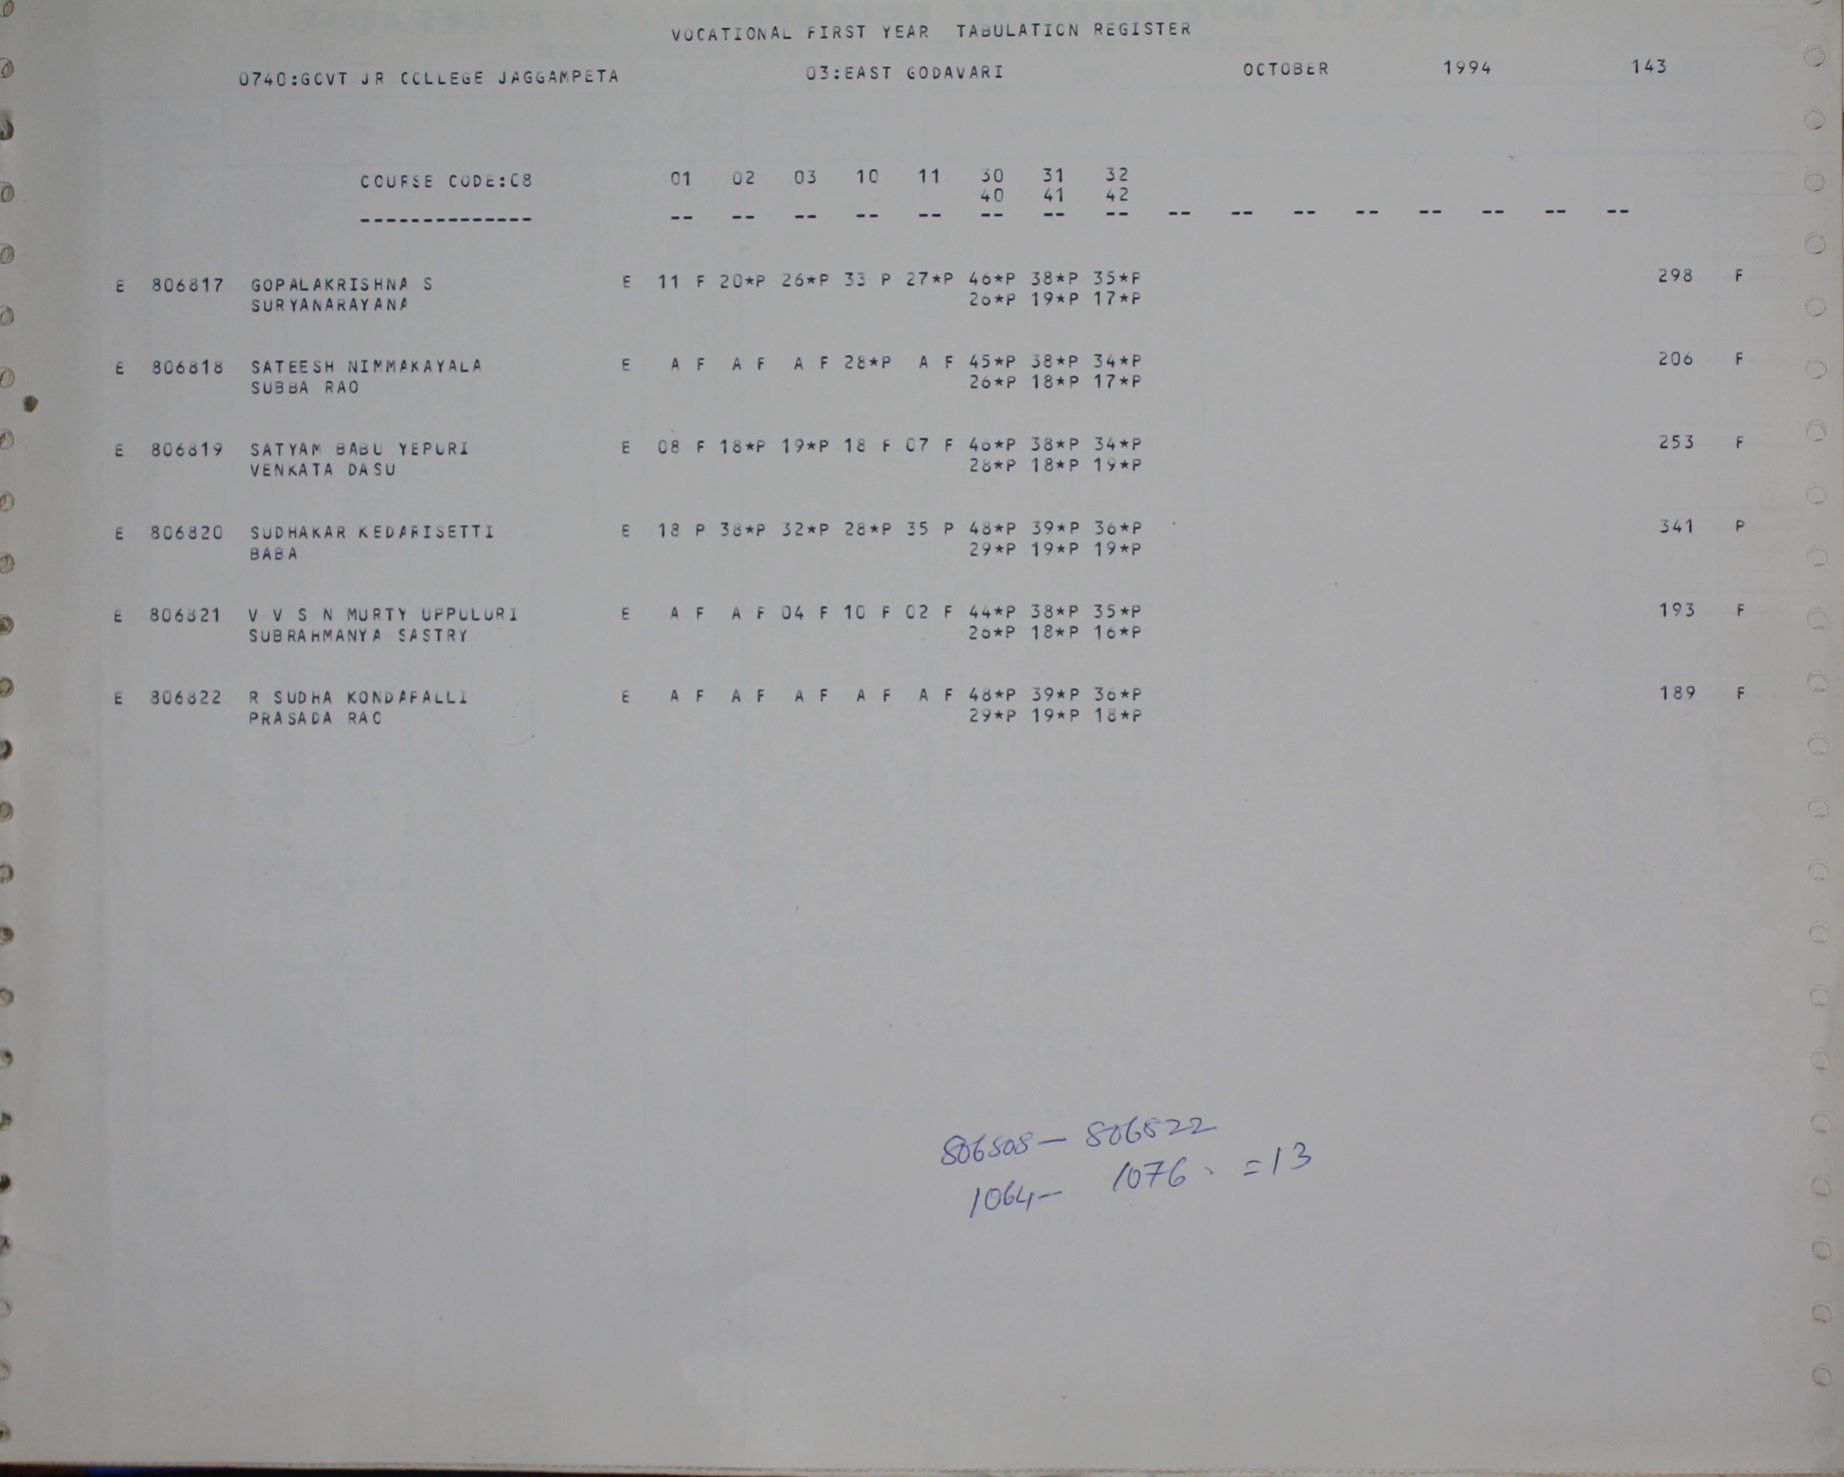 VOCATIONAL FIRST YEAR TABULATION REGISTER
0740:GOVT JR COLLEGE JAGGAMPETA 03:EAST GODAVARI OCTOBER 1994 143
COURSE CODE:C8 01 02 03 10 11 30 31 32
40 41 42
-------------- -- -- -- -- -- -- -- -- -- -- -- -- -- -- -- --
E 806817 GOPALAKRISHNA S E 11 F 20*P 26*P 33 P 27*P 46*P 38*P 35*P 298 F
SURYANARAYANA 26*P 19*P 17*P
E 806818 SATEESH NIMMAKAYALA E A F A F A F 28*P A F 45*P 38*P 34*P 206 F
SUBBA RAO 26*P 18*P 17*P
E 806819 SATYAM BABU YEPURI E 08 F 18*P 19*P 18 F 07 F 46*P 38*P 34*P 253 F
VENKATA DASU 28*P 18*P 19*P
E 806820 SUDHAKAR KEDARISETTI E 18 P 38*P 32*P 28*P 35 P 48*P 39*P 36*P 341 P
BABA 29*P 19*P 19*P
E 806821 V V S N MURTY UPPULURI E A F A F 04 F 10 F 02 F 44*P 38*P 35*P 193 F
SUBRAHMANYA SASTRY 26*P 18*P 16*P
E 806822 R SUDHA KONDAPALLI E A F A F A F A F A F 48*P 39*P 36*P 189 F
PRASADA RAO 29*P 19*P 18*P
806808 – 806822
1064 – 1076 . = 13